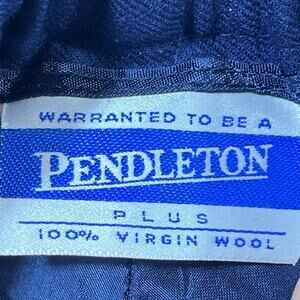 WARRANTED TO BE A
PENDLETON
PLUS
100% VIRGIN WOOL